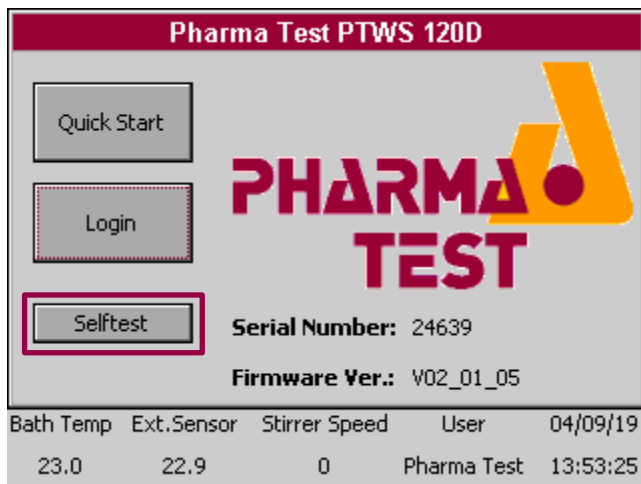 Pharma Test PTWS 120D
Quick Start
Login
Selftest
PHARMA
TEST
Serial Number: 24639
Firmware Ver.: V02_01_05
Bath Temp Ext.Sensor Stirrer Speed User 04/09/19
23.0 22.9 0 Pharma Test 13:53:25